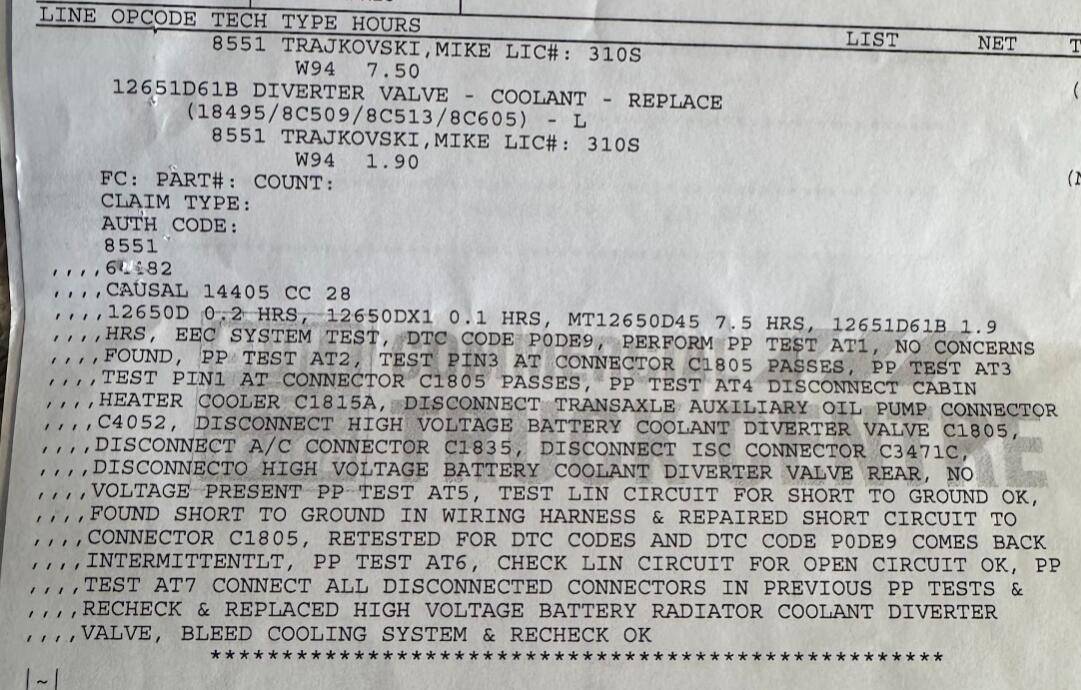 LINE OPCODE TECH TYPE HOURS LIST NET T
8551 TRAJKOVSKI,MIKE LIC#: 310S
W94 7.50
(
12651D61B DIVERTER VALVE - COOLANT - REPLACE
(18495/8C509/8C513/8C605) - L
8551 TRAJKOVSKI,MIKE LIC#: 310S
W94 1.90
(N
FC: PART#: COUNT:
CLAIM TYPE:
AUTH CODE:
8551
,,,,CAUSAL 14405 CC 28
,,,,12650D 0.2 HRS, 12650DX1 0.1 HRS, MT12650D45 7.5 HRS, 12651D61B 1.9
,,,,HRS, EEC SYSTEM TEST, DTC CODE P0DE9, PERFORM PP TEST AT1, NO CONCERNS
,,,,FOUND, PP TEST AT2, TEST PIN3 AT CONNECTOR C1805 PASSES, PP TEST AT3
,,,,TEST PIN1 AT CONNECTOR C1805 PASSES, PP TEST AT4 DISCONNECT CABIN
,,,,HEATER COOLER C1815A, DISCONNECT TRANSAXLE AUXILIARY OIL PUMP CONNECTOR
,,,,C4052, DISCONNECT HIGH VOLTAGE BATTERY COOLANT DIVERTER VALVE C1805,
,,,,DISCONNECT A/C CONNECTOR C1835, DISCONNECT ISC CONNECTOR C3471C,
,,,,DISCONNECTO HIGH VOLTAGE BATTERY COOLANT DIVERTER VALVE REAR, NO
,,,,VOLTAGE PRESENT PP TEST AT5, TEST LIN CIRCUIT FOR SHORT TO GROUND OK,
,,,,FOUND SHORT TO GROUND IN WIRING HARNESS & REPAIRED SHORT CIRCUIT TO
,,,,CONNECTOR C1805, RETESTED FOR DTC CODES AND DTC CODE P0DE9 COMES BACK
,,,,INTERMITTENTLT, PP TEST AT6, CHECK LIN CIRCUIT FOR OPEN CIRCUIT OK, PP
,,,,TEST AT7 CONNECT ALL DISCONNECTED CONNECTORS IN PREVIOUS PP TESTS &
,,,,RECHECK & REPLACED HIGH VOLTAGE BATTERY RADIATOR COOLANT DIVERTER
,,,,VALVE, BLEED COOLING SYSTEM & RECHECK OK
***************************************************
|~|